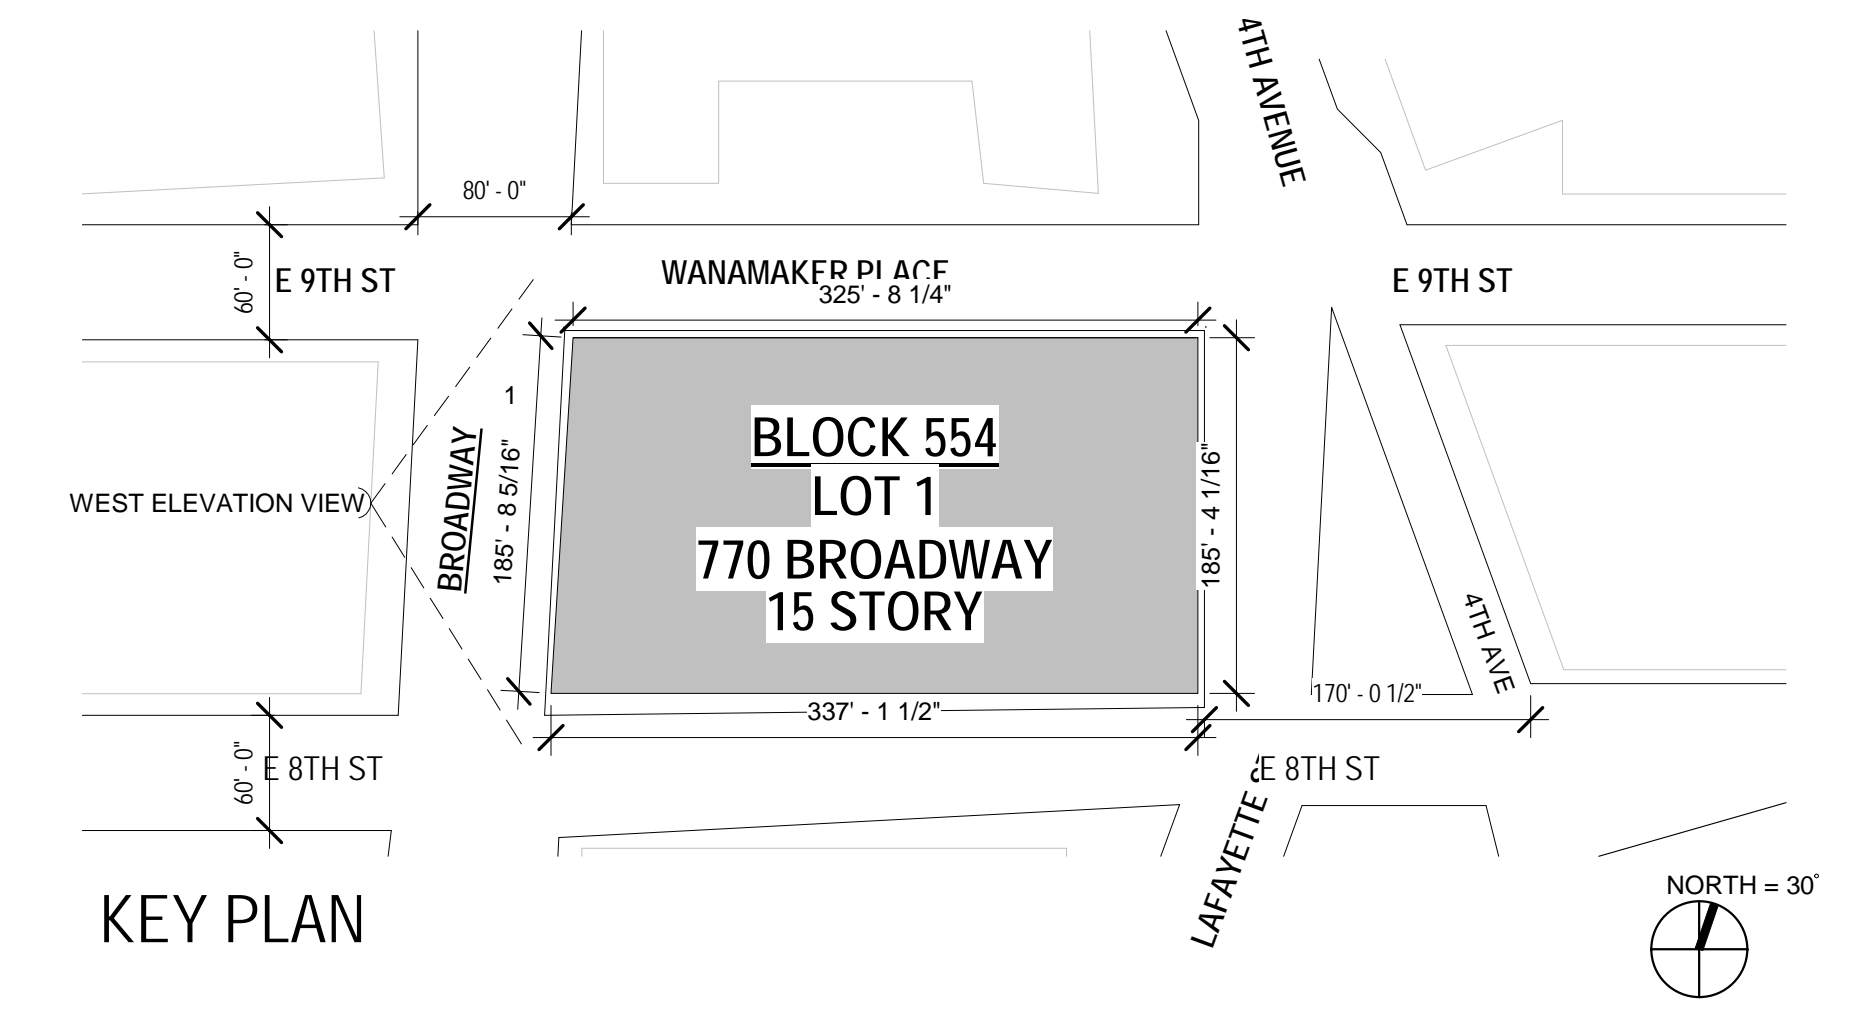 4TH AVENUE
80' - 0"
60' - 0"
E 9TH ST
WANAMAKER PLACE
325' - 8 1/4"
E 9TH ST
1
BROADWAY
185' - 8 5/16"
WEST ELEVATION VIEW
BLOCK 554
LOT 1
770 BROADWAY
15 STORY
185' - 4 1/16"
4TH AVE
170' - 0 1/2"
337' - 1 1/2"
60' - 0"
E 8TH ST
E 8TH ST
LAFAYETTE
KEY PLAN
NORTH = 30°